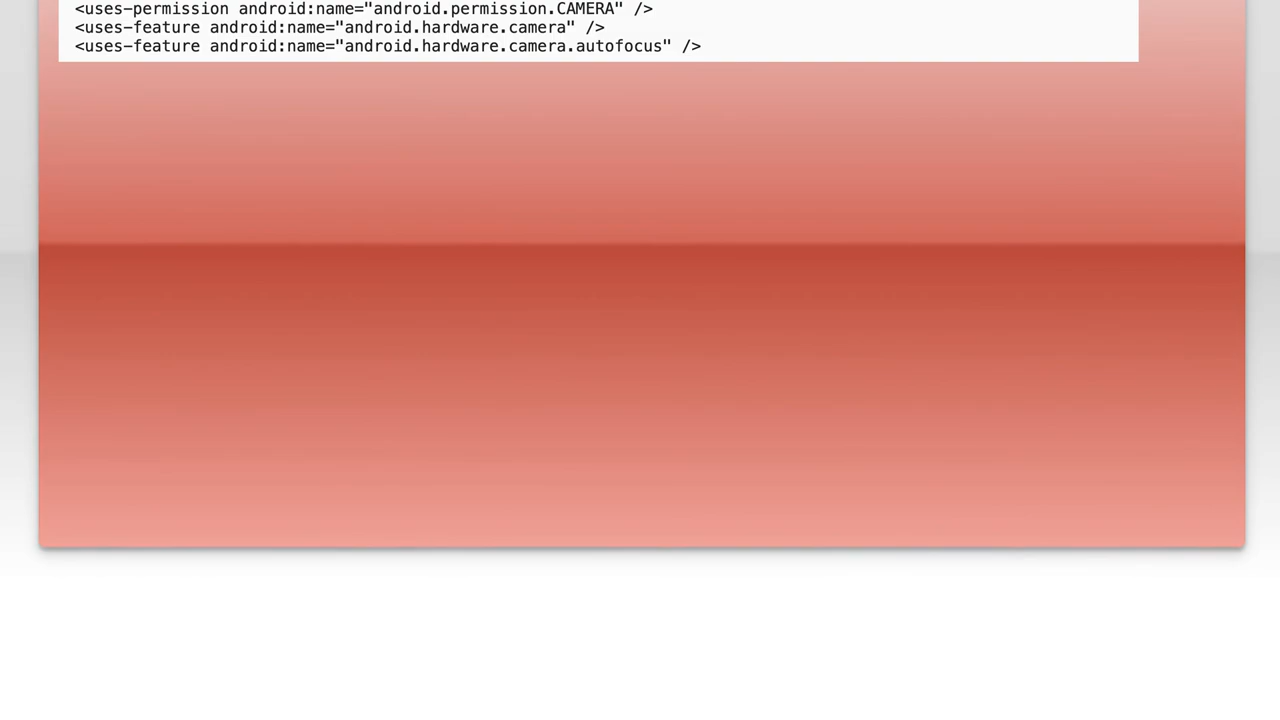 <uses-permission android:name="android.permission.CAMERA" />
<uses-feature android:name="android.hardware.camera" />
<uses-feature android:name="android.hardware.camera.autofocus" />